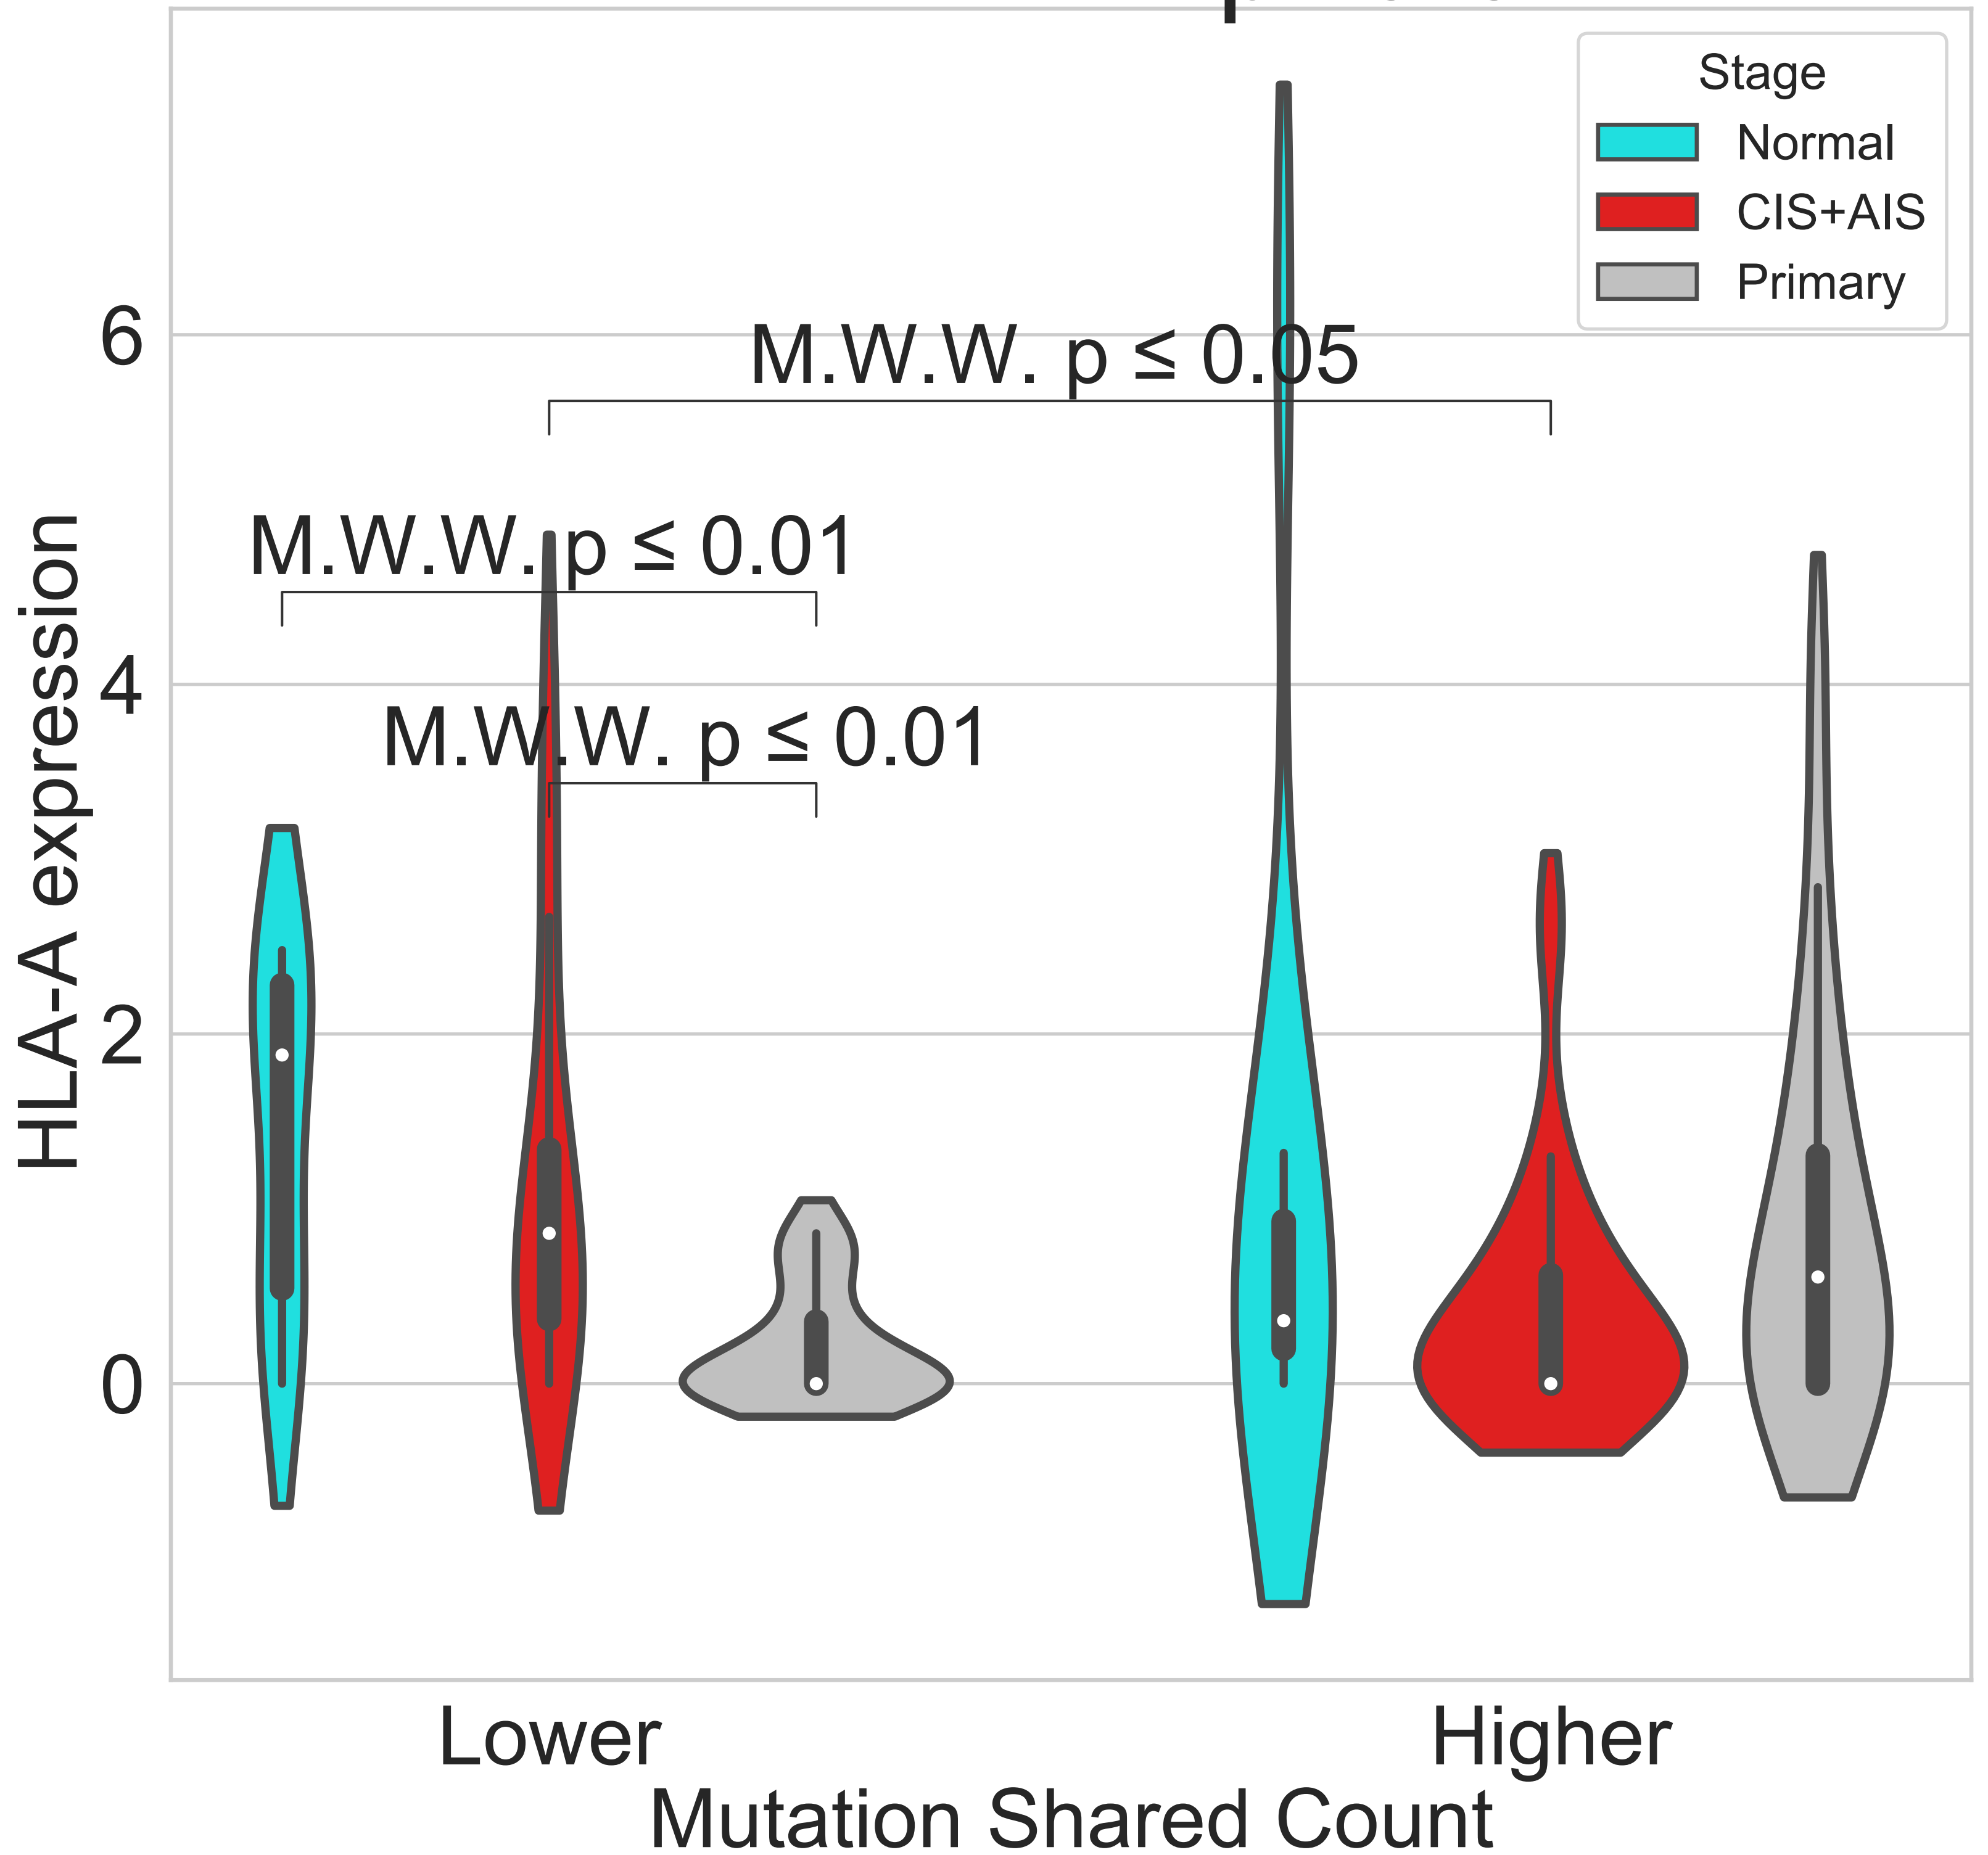 Stage
Normal
CIS+AIS
Primary
6
M.W.W. p ≤ 0.05
M.W.W. p ≤ 0.01
4
M.W.W. p ≤ 0.01
2
0
HLA-A expression
Lower
Higher
Mutation Shared Count